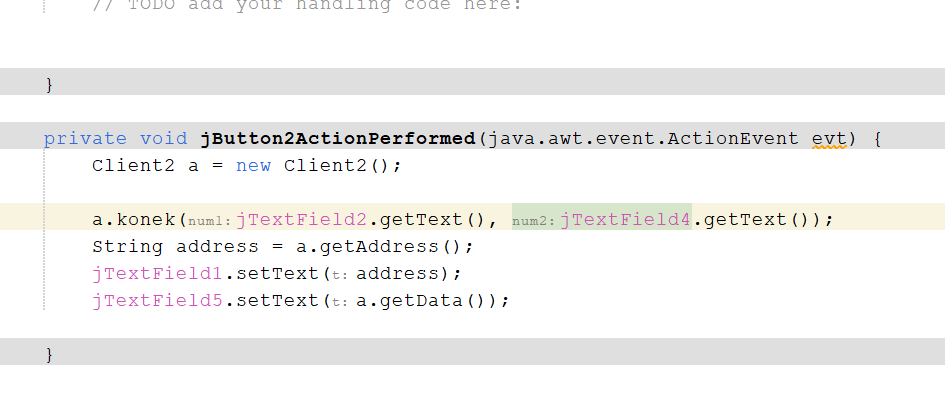 // TODO add your handling code here:
}
private void jButton2ActionPerformed(java.awt.event.ActionEvent evt) {
Client2 a = new Client2();
a.konek(num1: jTextField2.getText(), num2: jTextField4.getText());
String address = a.getAddress();
jTextField1.setText(t: address);
jTextField5.setText(t: a.getData());
}